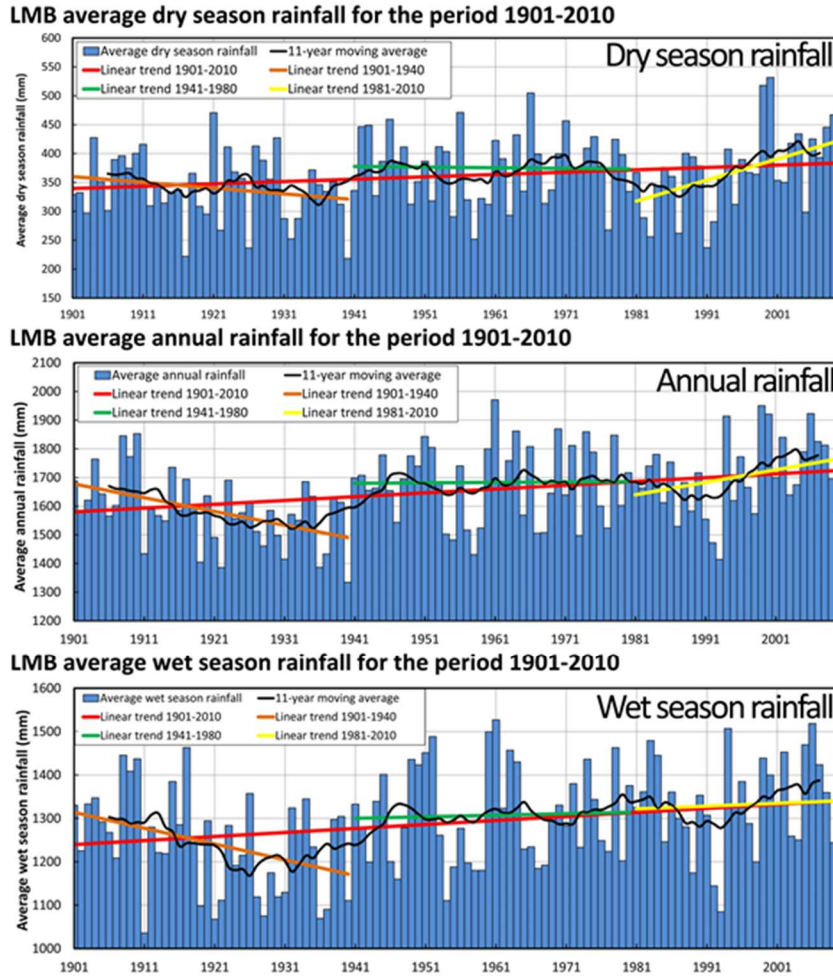 LMB average dry season rainfall for the period 1901-2010
Dry season rainfall
Average dry season rainfall (mm)
Average dry season rainfall 11-year moving average
Linear trend 1901-2010 Linear trend 1901-1940
Linear trend 1941-1980 Linear trend 1981-2010
600
550
500
450
400
350
300
250
200
150
1901 1911 1921 1931 1941 1951 1961 1971 1981 1991 2001
LMB average annual rainfall for the period 1901-2010
Annual rainfall
Average annual rainfall (mm)
Average annual rainfall 11-year moving average
Linear trend 1901-2010 Linear trend 1901-1940
Linear trend 1941-1980 Linear trend 1981-2010
2100
2000
1900
1800
1700
1600
1500
1400
1300
1200
1901 1911 1921 1931 1941 1951 1961 1971 1981 1991 2001
LMB average wet season rainfall for the period 1901-2010
Wet season rainfall
Average wet season rainfall (mm)
Average wet season rainfall 11-year moving average
Linear trend 1901-2010 Linear trend 1901-1940
Linear trend 1941-1980 Linear trend 1981-2010
1600
1500
1400
1300
1200
1100
1000
1901 1911 1921 1931 1941 1951 1961 1971 1981 1991 2001